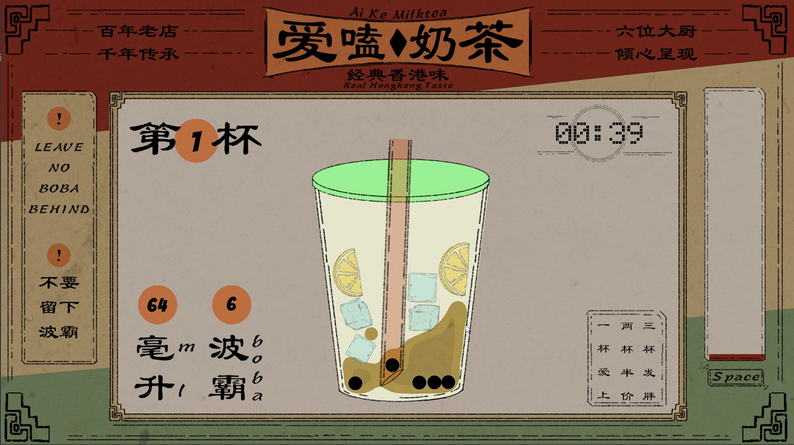 Ai Ke Milktea
爱嗑♦奶茶
经典香港味
Real Hongkong Taste
百年老店
千年传承
六位大厨
倾心呈现
!
LEAVE
NO
BOBA
BEHIND
!
不要
留下
波霸
第1杯
00:39
64
毫升
ml
6
波霸
boba
一杯爱上
两杯半价
三杯发胖
Space